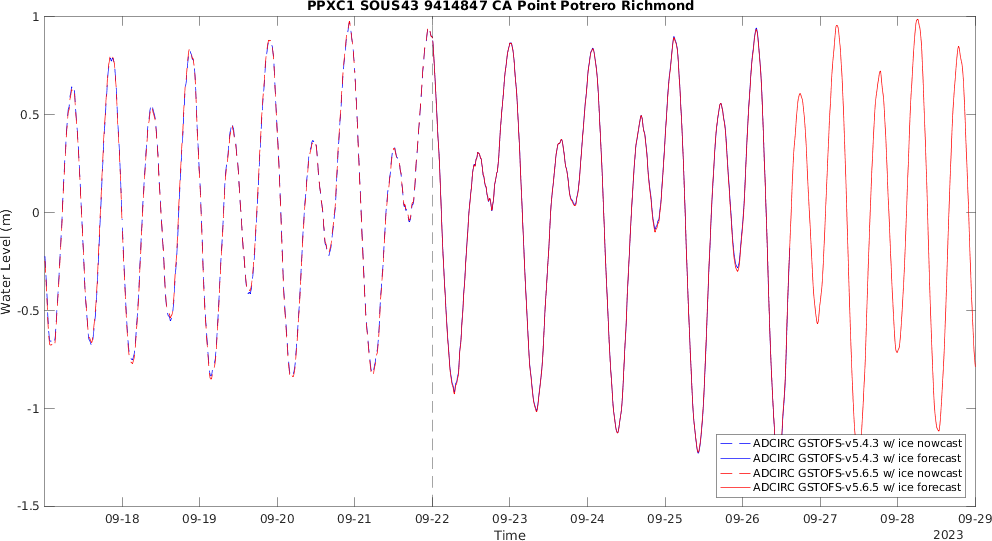 PPXC1 SOUS43 9414847 CA Point Potrero Richmond
1
0.5
0
-0.5
-1
-1.5
Water Level (m)
ADCIRC GSTOFS-v5.4.3 w/ ice nowcast
ADCIRC GSTOFS-v5.4.3 w/ ice forecast
ADCIRC GSTOFS-v5.6.5 w/ ice nowcast
ADCIRC GSTOFS-v5.6.5 w/ ice forecast
09-18 09-19 09-20 09-21 09-22 09-23 09-24 09-25 09-26 09-27 09-28 09-29
Time
2023